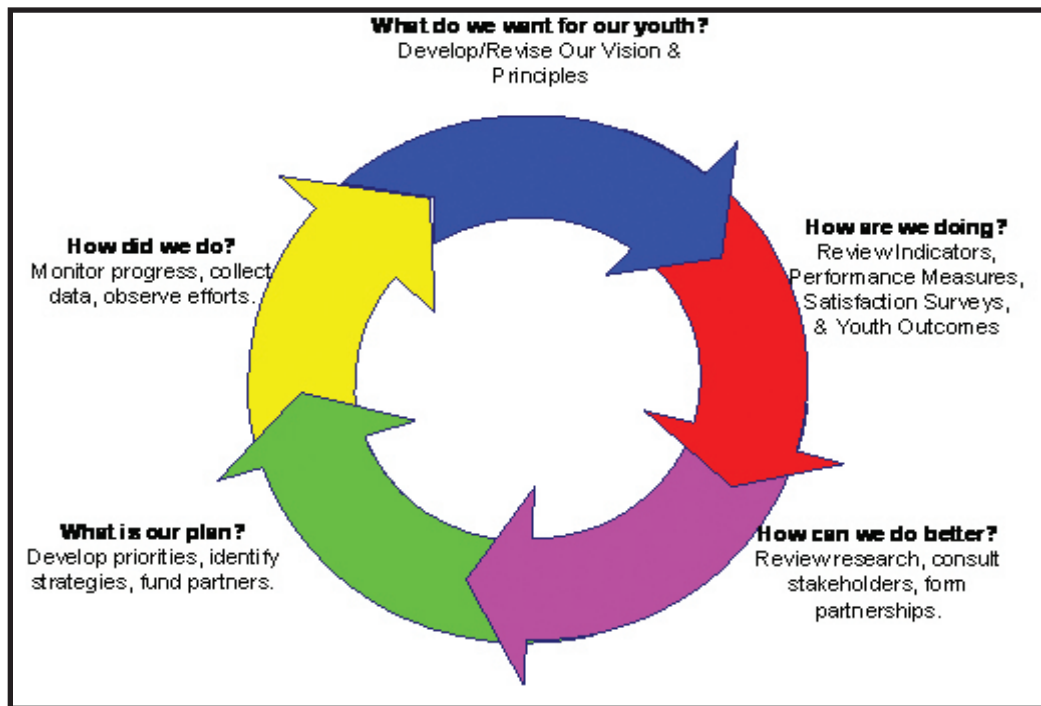 What do we want for our youth?
Develop/Revise Our Vision &
Principles
How are we doing?
Review Indicators,
Performance Measures,
Satisfaction Surveys,
& Youth Outcomes
How can we do better?
Review research, consult
stakeholders, form
partnerships.
What is our plan?
Develop priorities, identify
strategies, fund partners.
How did we do?
Monitor progress, collect
data, observe efforts.